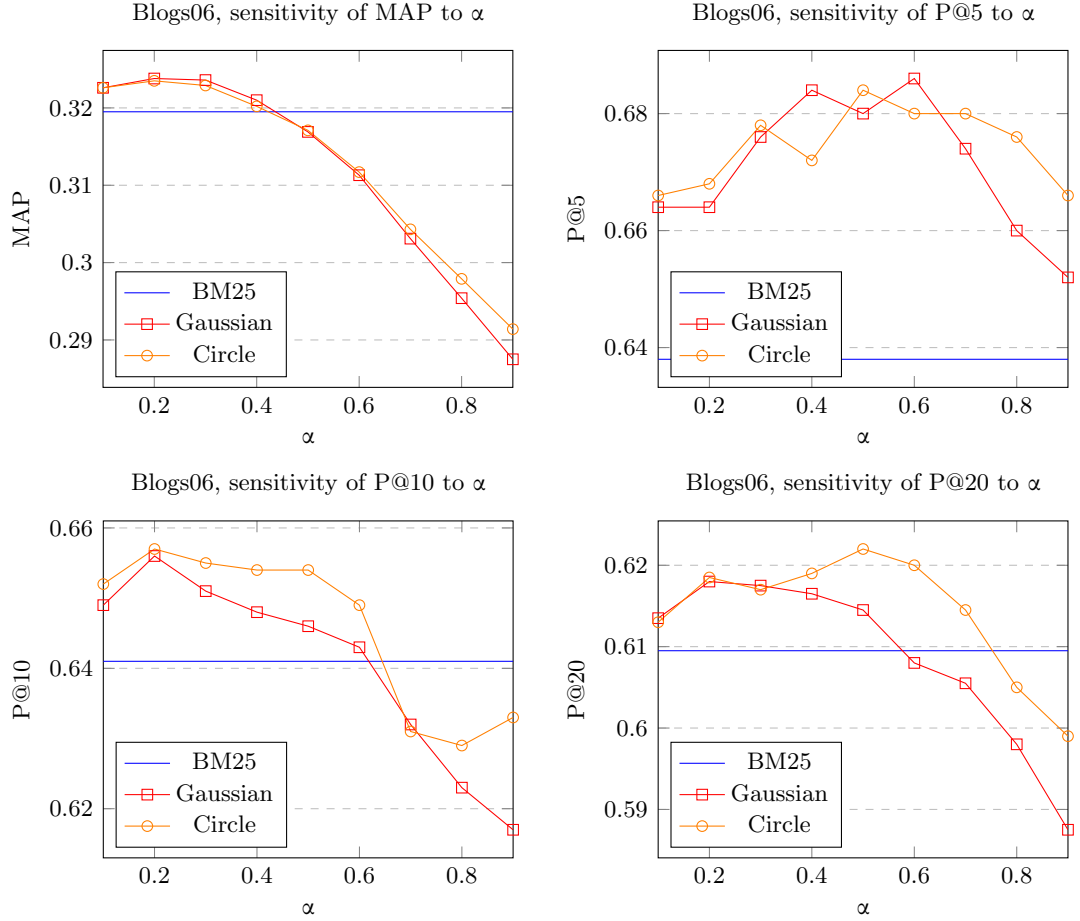 Blogs06, sensitivity of MAP to α
MAP
0.32
0.31
0.3
0.29
BM25
Gaussian
Circle
0.2 0.4 0.6 0.8
α
Blogs06, sensitivity of P@5 to α
P@5
0.68
0.66
0.64
BM25
Gaussian
Circle
0.2 0.4 0.6 0.8
α
Blogs06, sensitivity of P@10 to α
P@10
0.66
0.64
0.62
BM25
Gaussian
Circle
0.2 0.4 0.6 0.8
α
Blogs06, sensitivity of P@20 to α
P@20
0.62
0.61
0.6
0.59
BM25
Gaussian
Circle
0.2 0.4 0.6 0.8
α